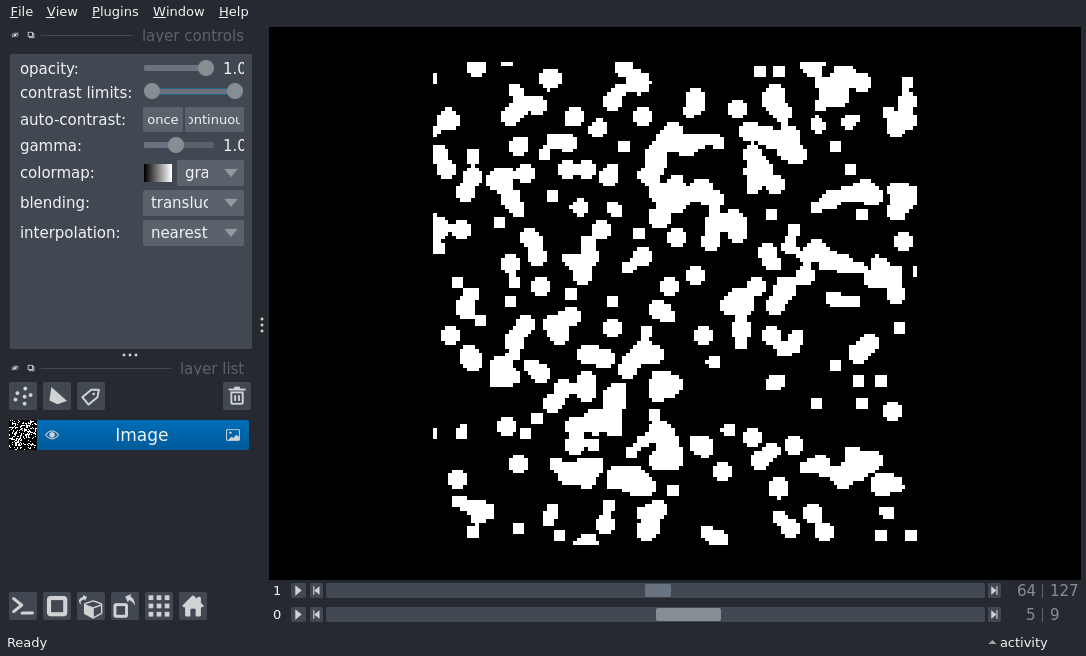 File View Plugins Window Help
layer controls
opacity: 1.0
contrast limits:
auto-contrast: once ontinuou
gamma: 1.0
colormap: gra
blending: transluc
interpolation: nearest
layer list
Image
1 64 127
0 5 9
Ready activity